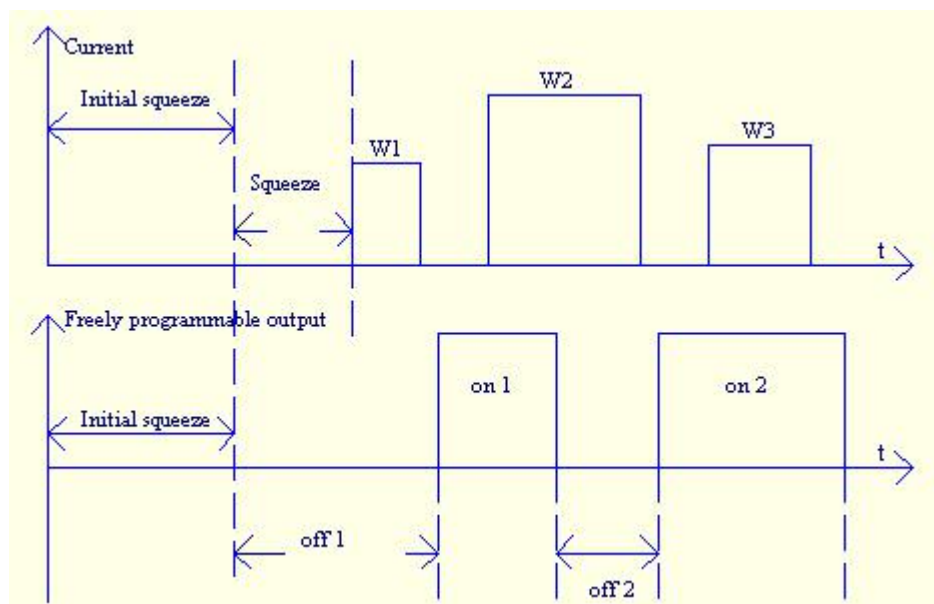 Current
Initial squeeze
W1
W2
W3
Squeeze
t
Freely programmable output
on 1
on 2
Initial squeeze
t
off 1
off 2